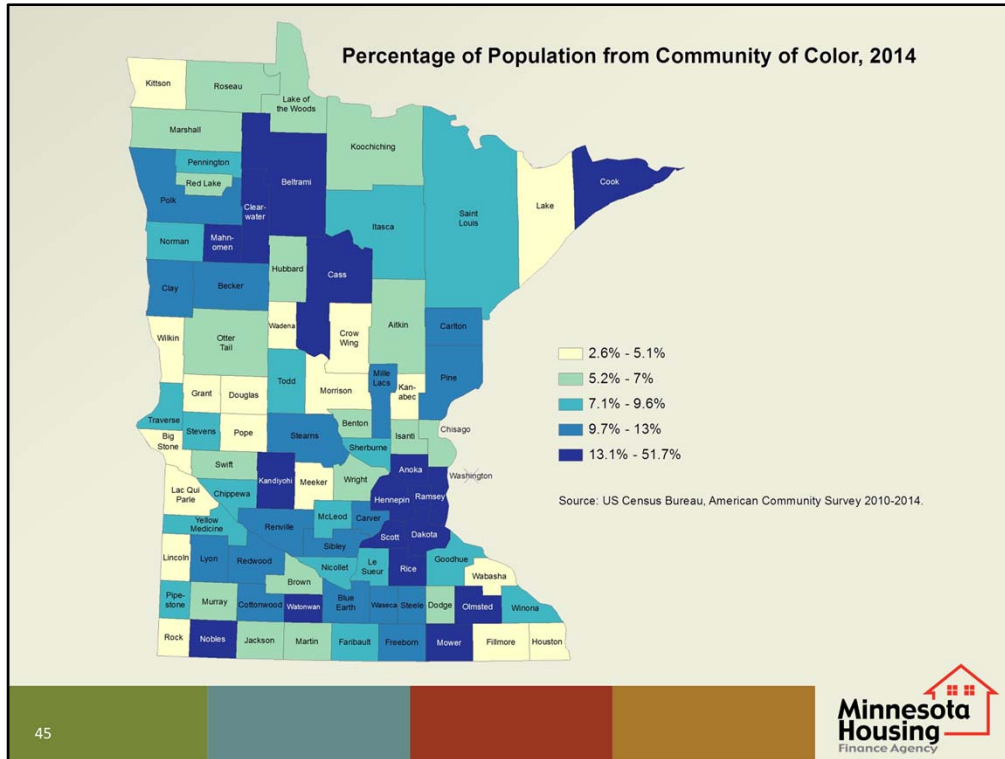 Percentage of Population from Community of Color, 2014
Kittson
Roseau
Lake of
the Woods
Marshall
Koochiching
Pennington
Red Lake
Polk
Clear-
water
Beltrami
Cook
Lake
Saint
Louis
Itasca
Norman
Mahn-
omen
Hubbard
Cass
Clay
Becker
Wadena
Crow
Wing
Aitkin
Carlton
Wilkin
Otter
Tail
Pine
Todd
Mille
Lacs
Kan-
abec
Grant
Douglas
Morrison
Traverse
Stevens
Pope
Stearns
Benton
Isanti
Chisago
Big
Stone
Sherburne
Swift
Kandiyohi
Meeker
Wright
Anoka
Washington
Lac Qui
Parle
Chippewa
Hennepin
Ramsey
Yellow
Medicine
Renville
McLeod
Carver
Scott
Dakota
Sibley
Lincoln
Lyon
Redwood
Nicollet
Le
Sueur
Rice
Goodhue
Wabasha
Brown
Pipe-
stone
Murray
Cottonwood
Watonwan
Blue
Earth
Waseca
Steele
Dodge
Olmsted
Winona
Rock
Nobles
Jackson
Martin
Faribault
Freeborn
Mower
Fillmore
Houston
2.6% - 5.1%
5.2% - 7%
7.1% - 9.6%
9.7% - 13%
13.1% - 51.7%
Source: US Census Bureau, American Community Survey 2010-2014.
45
Minnesota
Housing
Finance Agency